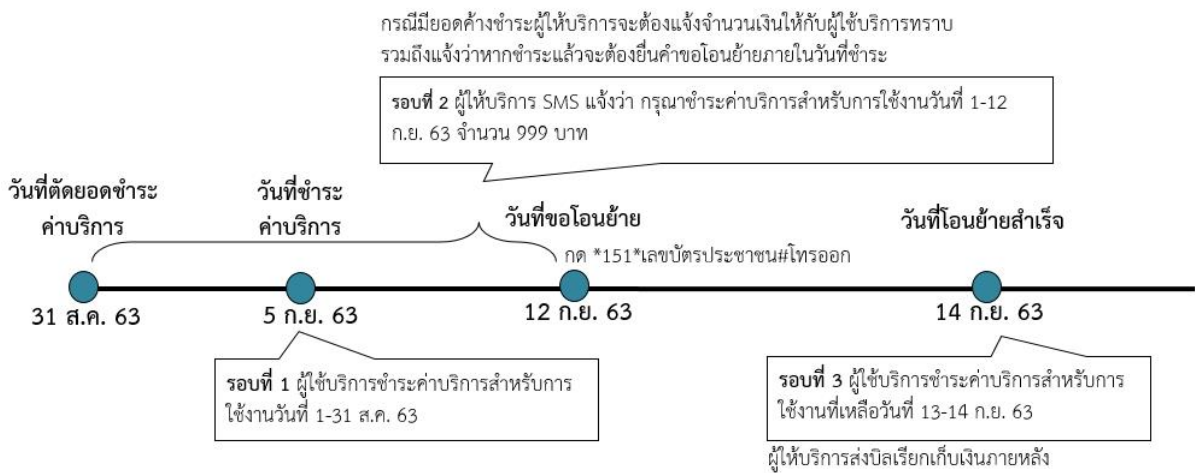 กรณีมียอดค้างชำระผู้ให้บริการจะต้องแจ้งจำนวนเงินให้กับผู้ใช้บริการทราบ
รวมถึงแจ้งว่าหากชำระแล้วจะต้องยื่นคำขอโอนย้ายภายในวันที่ชำระ
รอบที่ 2 ผู้ให้บริการ SMS แจ้งว่า กรุณาชำระค่าบริการสำหรับการใช้งานวันที่ 1-12
ก.ย. 63 จำนวน 999 บาท
วันที่ตัดยอดชำระ
ค่าบริการ
วันที่ชำระ
ค่าบริการ
วันที่ขอโอนย้าย
กด *151*เลขบัตรประชาชน#โทรออก
วันที่โอนย้ายสำเร็จ
31 ส.ค. 63
5 ก.ย. 63
12 ก.ย. 63
14 ก.ย. 63
รอบที่ 1 ผู้ใช้บริการชำระค่าบริการสำหรับการ
ใช้งานวันที่ 1-31 ส.ค. 63
รอบที่ 3 ผู้ใช้บริการชำระค่าบริการสำหรับการ
ใช้งานที่เหลือวันที่ 13-14 ก.ย. 63
ผู้ให้บริการส่งบิลเรียกเก็บเงินภายหลัง